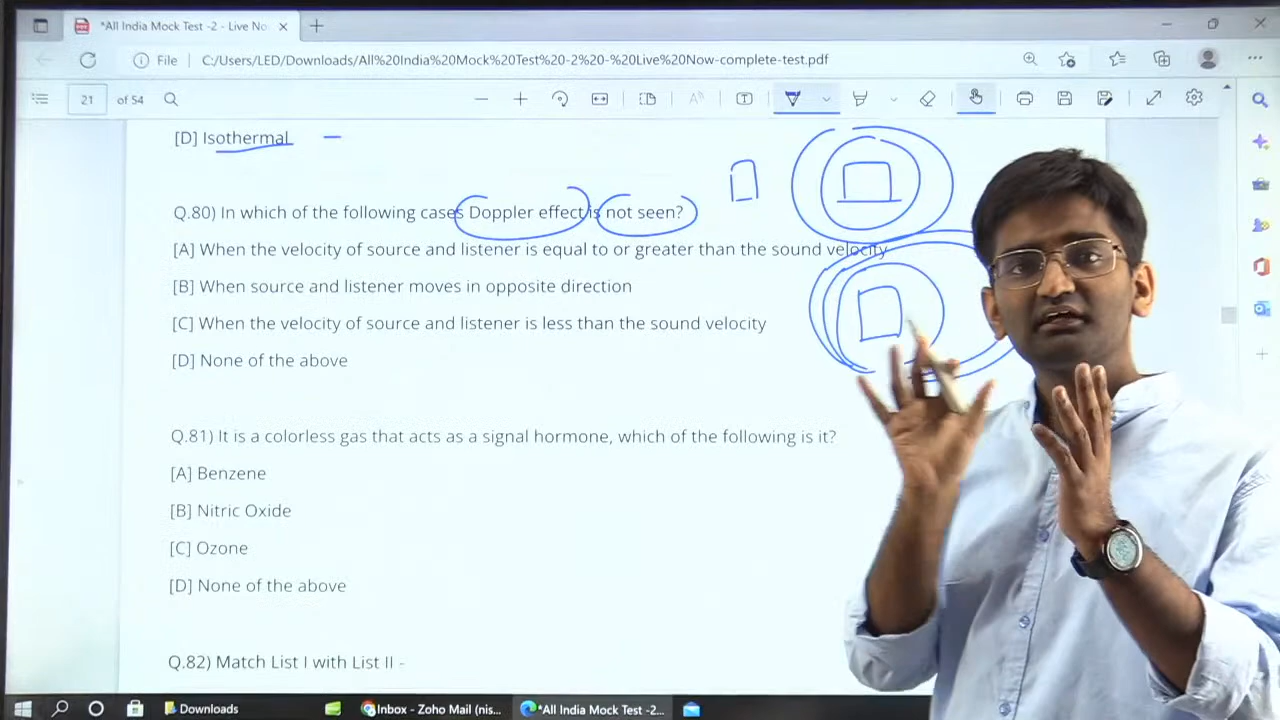 *All India Mock Test -2 - Live No
File
C:/Users/LED/Downloads/All%20India%20Mock%20Test%20-2%20-%20Live%20Now-complete-test.pdf
21 of 54
[D] Isothermal
Q.80) In which of the following cases Doppler effect is not seen?
[A] When the velocity of source and listener is equal to or greater than the sound velocity
[B] When source and listener moves in opposite direction
[C] When the velocity of source and listener is less than the sound velocity
[D] None of the above
Q.81) It is a colorless gas that acts as a signal hormone, which of the following is it?
[A] Benzene
[B] Nitric Oxide
[C] Ozone
[D] None of the above
Q.82) Match List I with List II -
Downloads
Inbox - Zoho Mail (nis...
*All India Mock Test -2...